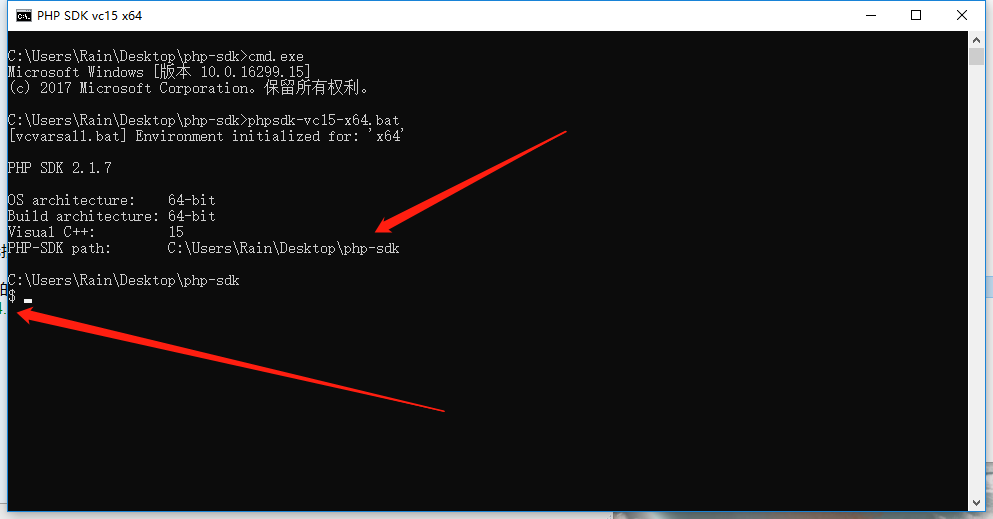 PHP SDK vc15 x64
C:\Users\Rain\Desktop\php-sdk>cmd.exe
Microsoft Windows [版本 10.0.16299.15]
(c) 2017 Microsoft Corporation。保留所有权利。
C:\Users\Rain\Desktop\php-sdk>phpsdk-vc15-x64.bat
[vcvarsall.bat] Environment initialized for: 'x64'
PHP SDK 2.1.7
OS architecture:    64-bit
Build architecture: 64-bit
Visual C++:         15
PHP-SDK path:       C:\Users\Rain\Desktop\php-sdk
C:\Users\Rain\Desktop\php-sdk
$